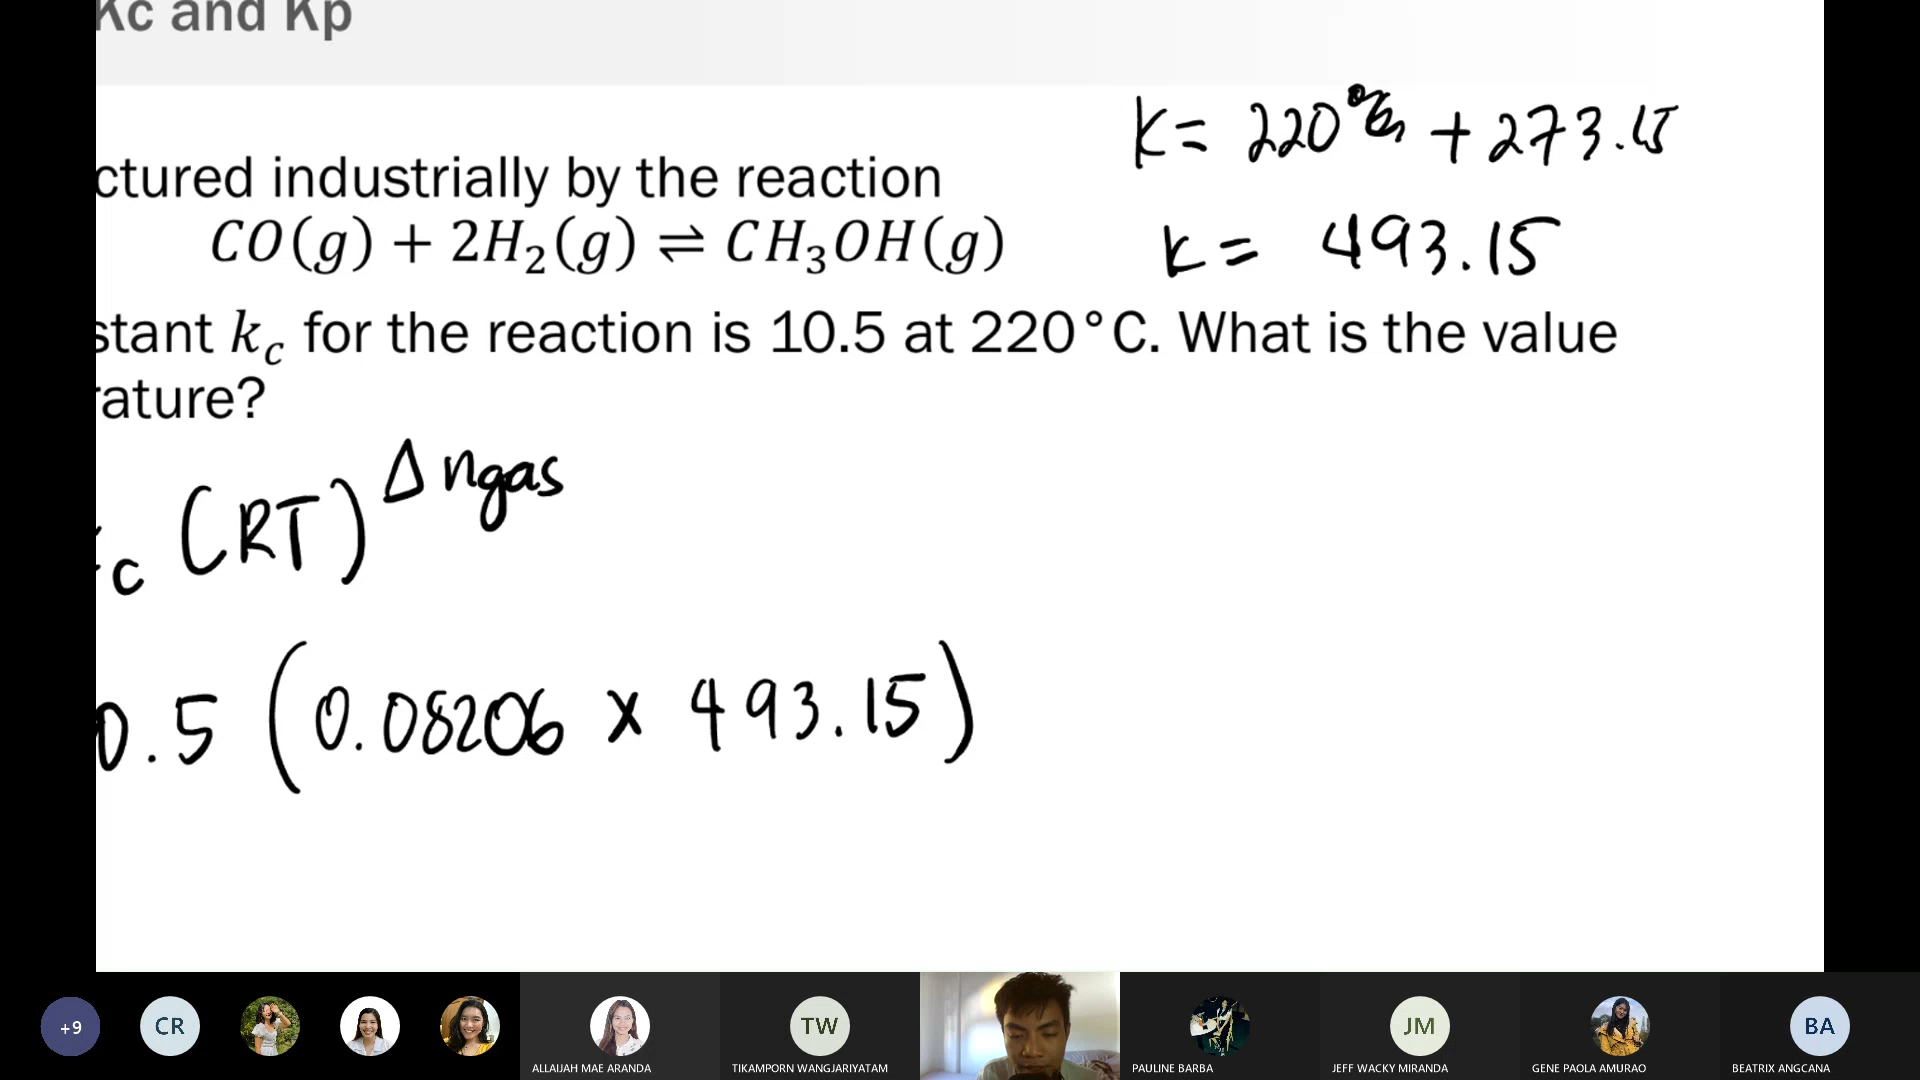 Kc and Kp
K = 220°C + 273.15
ctured industrially by the reaction
CO(g) + 2H₂(g) ⇌ CH₃OH(g)
K = 493.15
stant k꜀ for the reaction is 10.5 at 220°C. What is the value
rature?
c (RT)^Δngas
0.5 (0.08206 x 493.15)
+9
CR
TW
JM
BA
ALLAIJAH MAE ARANDA
TIKAMPORN WANGJARIYATAM
PAULINE BARBA
JEFF WACKY MIRANDA
GENE PAOLA AMURAO
BEATRIX ANGCANA